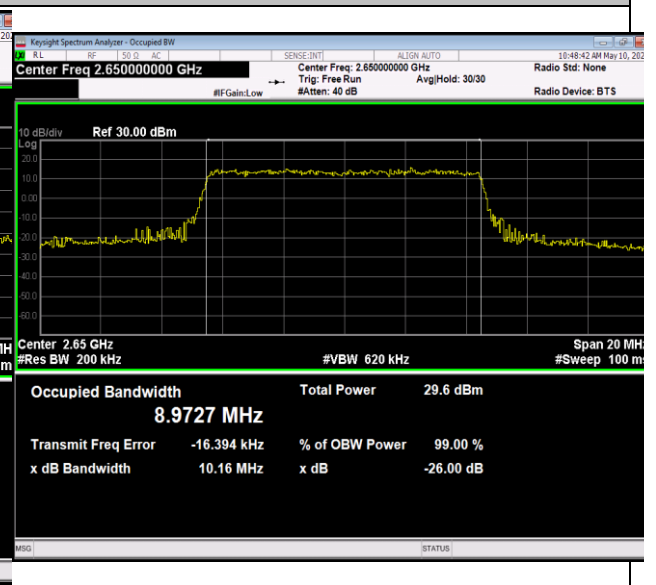 Keysight Spectrum Analyzer - Occupied BW
RL RF 50 Ω AC SENSE:INT ALIGN AUTO 10:48:42 AM May 10, 202
Center Freq 2.650000000 GHz
Center Freq: 2.650000000 GHz
Radio Std: None
Trig: Free Run
Avg|Hold: 30/30
#IFGain:Low
#Atten: 40 dB
Radio Device: BTS
10 dB/div Ref 30.00 dBm
Log
20.0
10.0
0.00
-10.0
-20.0
-30.0
-40.0
-50.0
-60.0
Center 2.65 GHz
Span 20 MHz
#Res BW 200 kHz
#VBW 620 kHz
#Sweep 100 ms
Occupied Bandwidth
Total Power 29.6 dBm
8.9727 MHz
Transmit Freq Error -16.394 kHz
% of OBW Power 99.00 %
x dB Bandwidth 10.16 MHz
x dB -26.00 dB
MSG
STATUS